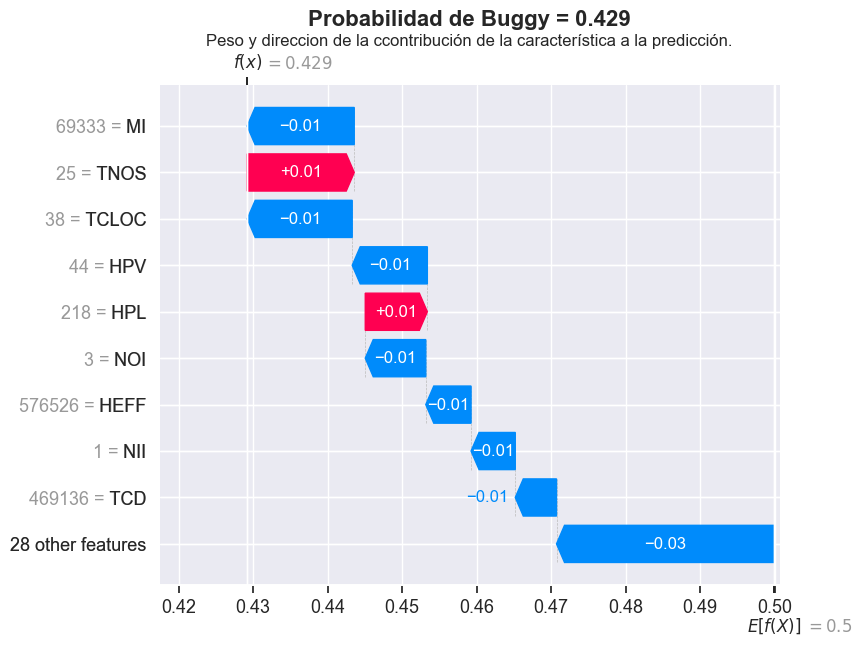 Probabilidad de Buggy = 0.429
Peso y direccion de la ccontribución de la característica a la predicción.
f(x) = 0.429
69333 = MI
−0.01
25 = TNOS
+0.01
38 = TCLOC
−0.01
44 = HPV
−0.01
218 = HPL
+0.01
3 = NOI
−0.01
576526 = HEFF
−0.01
1 = NII
−0.01
469136 = TCD
−0.01
28 other features
−0.03
0.42 0.43 0.44 0.45 0.46 0.47 0.48 0.49 0.50
E[f(X)] = 0.5